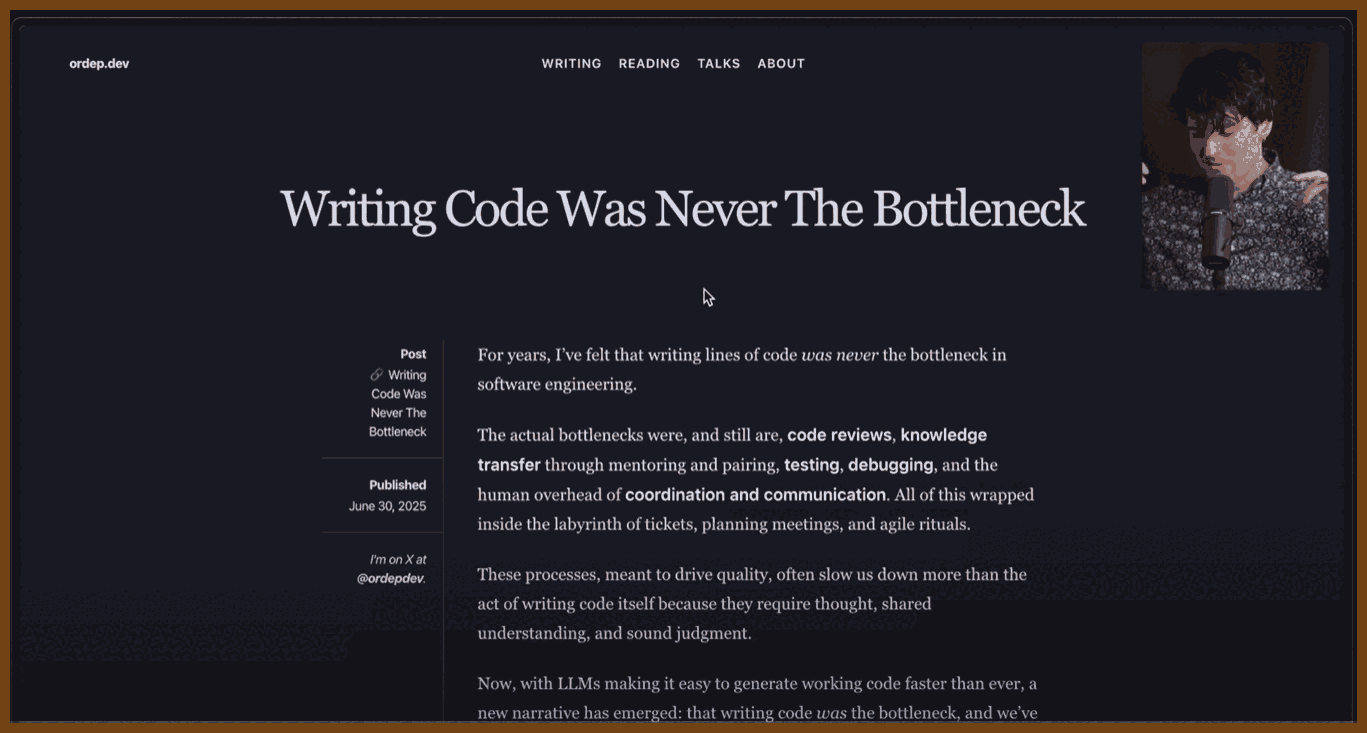 ordep.dev
WRITING READING TALKS ABOUT
Writing Code Was Never The Bottleneck
Post
Writing
Code Was
Never The
Bottleneck
Published
June 30, 2025
I'm on X at
@ordepdev.
For years, I've felt that writing lines of code was never the bottleneck in
software engineering.
The actual bottlenecks were, and still are, code reviews, knowledge
transfer through mentoring and pairing, testing, debugging, and the
human overhead of coordination and communication. All of this wrapped
inside the labyrinth of tickets, planning meetings, and agile rituals.
These processes, meant to drive quality, often slow us down more than the
act of writing code itself because they require thought, shared
understanding, and sound judgment.
Now, with LLMs making it easy to generate working code faster than ever, a
new narrative has emerged: that writing code was the bottleneck, and we've